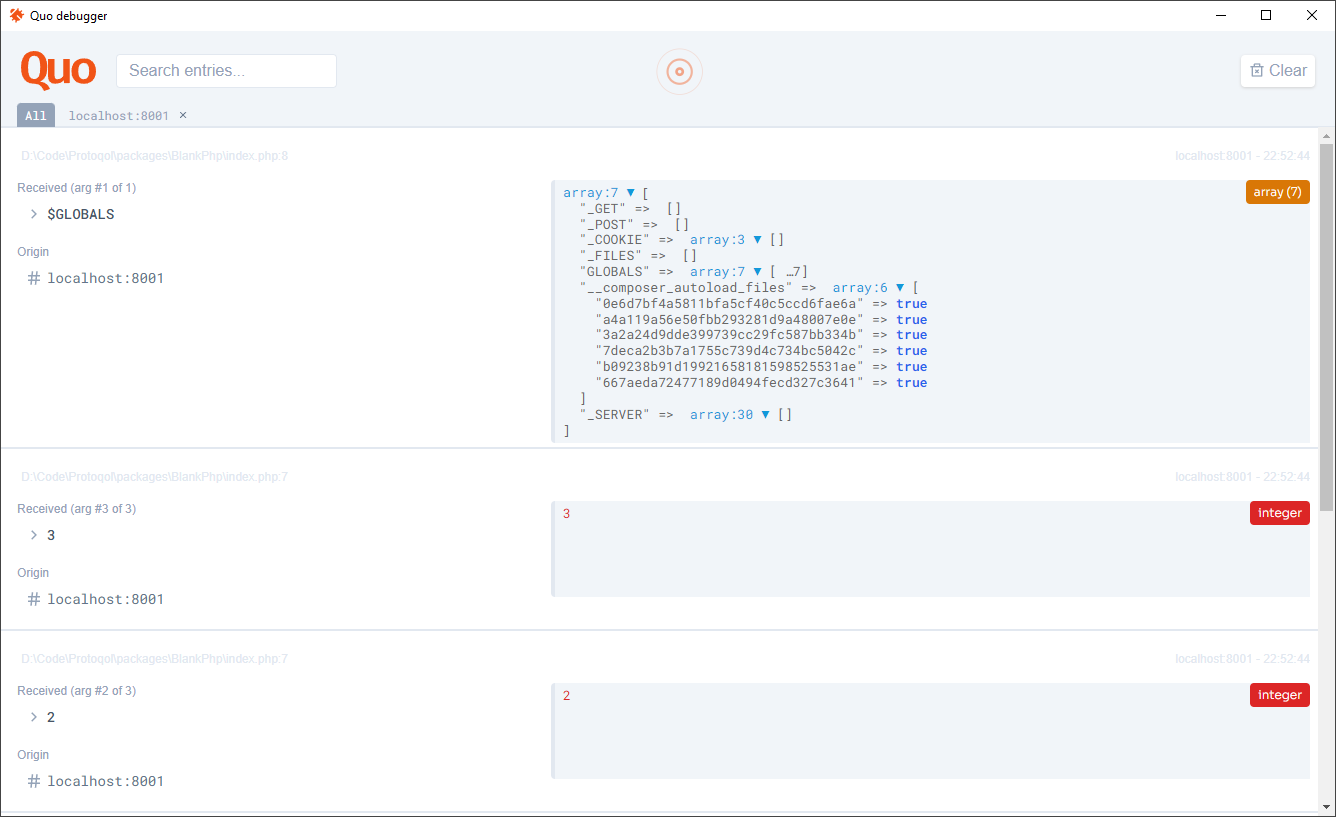 Quo debugger
Quo
Search entries...
Clear
All
localhost:8001 ×
D:\Code\Protoqol\packages\BlankPhp\index.php:8
localhost:8001 - 22:52:44
Received (arg #1 of 1)
> $GLOBALS
Origin
# localhost:8001
array:7 ▼ [
"_GET" => []
"_POST" => []
"_COOKIE" => array:3 ▼ []
"_FILES" => []
"GLOBALS" => array:7 ▼ [ …7]
"__composer_autoload_files" => array:6 ▼ [
"0e6d7bf4a5811bfa5cf40c5ccd6fae6a" => true
"a4a119a56e50fbb293281d9a48007e0e" => true
"3a2a24d9dde399739cc29fc587bb334b" => true
"7deca2b3b7a1755c739d4c734bc5042c" => true
"b09238b91d19921658181598525531ae" => true
"667aeda72477189d0494fecd327c3641" => true
]
"_SERVER" => array:30 ▼ []
]
array (7)
D:\Code\Protoqol\packages\BlankPhp\index.php:7
localhost:8001 - 22:52:44
Received (arg #3 of 3)
> 3
Origin
# localhost:8001
3
integer
D:\Code\Protoqol\packages\BlankPhp\index.php:7
localhost:8001 - 22:52:44
Received (arg #2 of 3)
> 2
Origin
# localhost:8001
2
integer